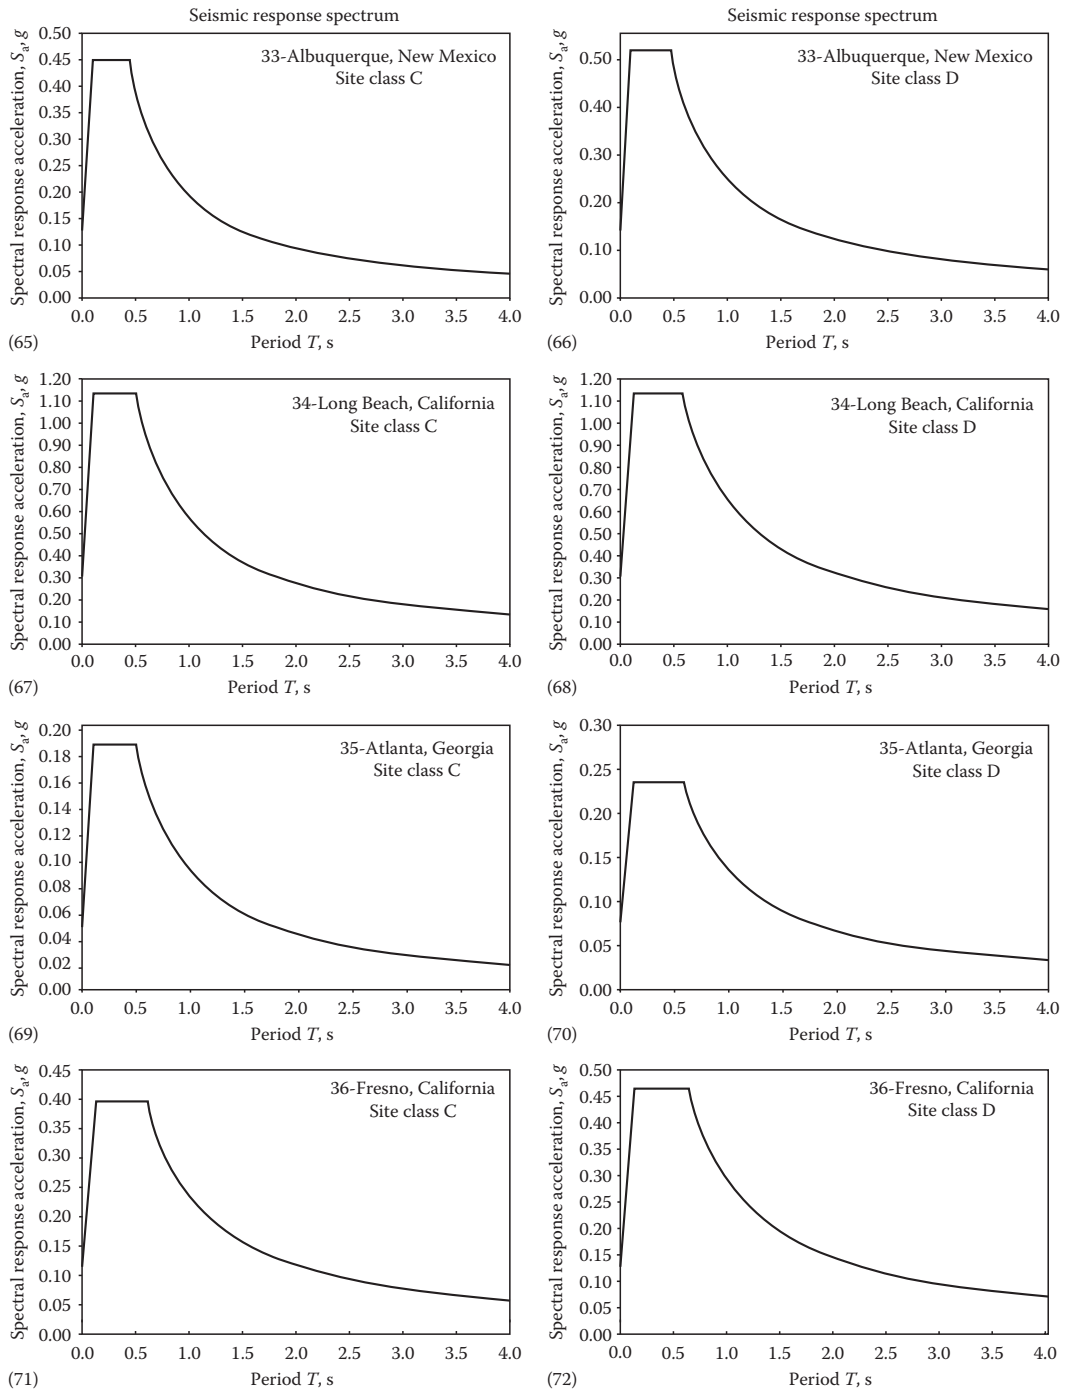 Seismic response spectrum
Spectral response acceleration, Sa, g
0.50
0.45
0.40
0.35
0.30
0.25
0.20
0.15
0.10
0.05
0.00
33-Albuquerque, New Mexico
Site class C
0.0 0.5 1.0 1.5 2.0 2.5 3.0 3.5 4.0
(65)
Period T, s
Seismic response spectrum
Spectral response acceleration, Sa, g
0.50
0.40
0.30
0.20
0.10
0.00
33-Albuquerque, New Mexico
Site class D
0.0 0.5 1.0 1.5 2.0 2.5 3.0 3.5 4.0
(66)
Period T, s
Spectral response acceleration, Sa, g
1.20
1.10
1.00
0.90
0.80
0.70
0.60
0.50
0.40
0.30
0.20
0.10
0.00
34-Long Beach, California
Site class C
0.0 0.5 1.0 1.5 2.0 2.5 3.0 3.5 4.0
(67)
Period T, s
Spectral response acceleration, Sa, g
1.20
1.10
1.00
0.90
0.80
0.70
0.60
0.50
0.40
0.30
0.20
0.10
0.00
34-Long Beach, California
Site class D
0.0 0.5 1.0 1.5 2.0 2.5 3.0 3.5 4.0
(68)
Period T, s
Spectral response acceleration, Sa, g
0.20
0.18
0.16
0.14
0.12
0.10
0.08
0.06
0.04
0.02
0.00
35-Atlanta, Georgia
Site class C
0.0 0.5 1.0 1.5 2.0 2.5 3.0 3.5 4.0
(69)
Period T, s
Spectral response acceleration, Sa, g
0.30
0.25
0.20
0.15
0.10
0.05
0.00
35-Atlanta, Georgia
Site class D
0.0 0.5 1.0 1.5 2.0 2.5 3.0 3.5 4.0
(70)
Period T, s
Spectral response acceleration, Sa, g
0.45
0.40
0.35
0.30
0.25
0.20
0.15
0.10
0.05
0.00
36-Fresno, California
Site class C
0.0 0.5 1.0 1.5 2.0 2.5 3.0 3.5 4.0
(71)
Period T, s
Spectral response acceleration, Sa, g
0.50
0.45
0.40
0.35
0.30
0.25
0.20
0.15
0.10
0.05
0.00
36-Fresno, California
Site class D
0.0 0.5 1.0 1.5 2.0 2.5 3.0 3.5 4.0
(72)
Period T, s